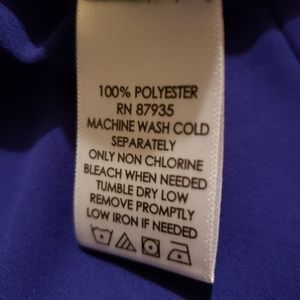 100% POLYESTER
RN 87935
MACHINE WASH COLD
SEPARATELY
ONLY NON CHLORINE
BLEACH WHEN NEEDED
TUMBLE DRY LOW
REMOVE PROMPTLY
LOW IRON IF NEEDED